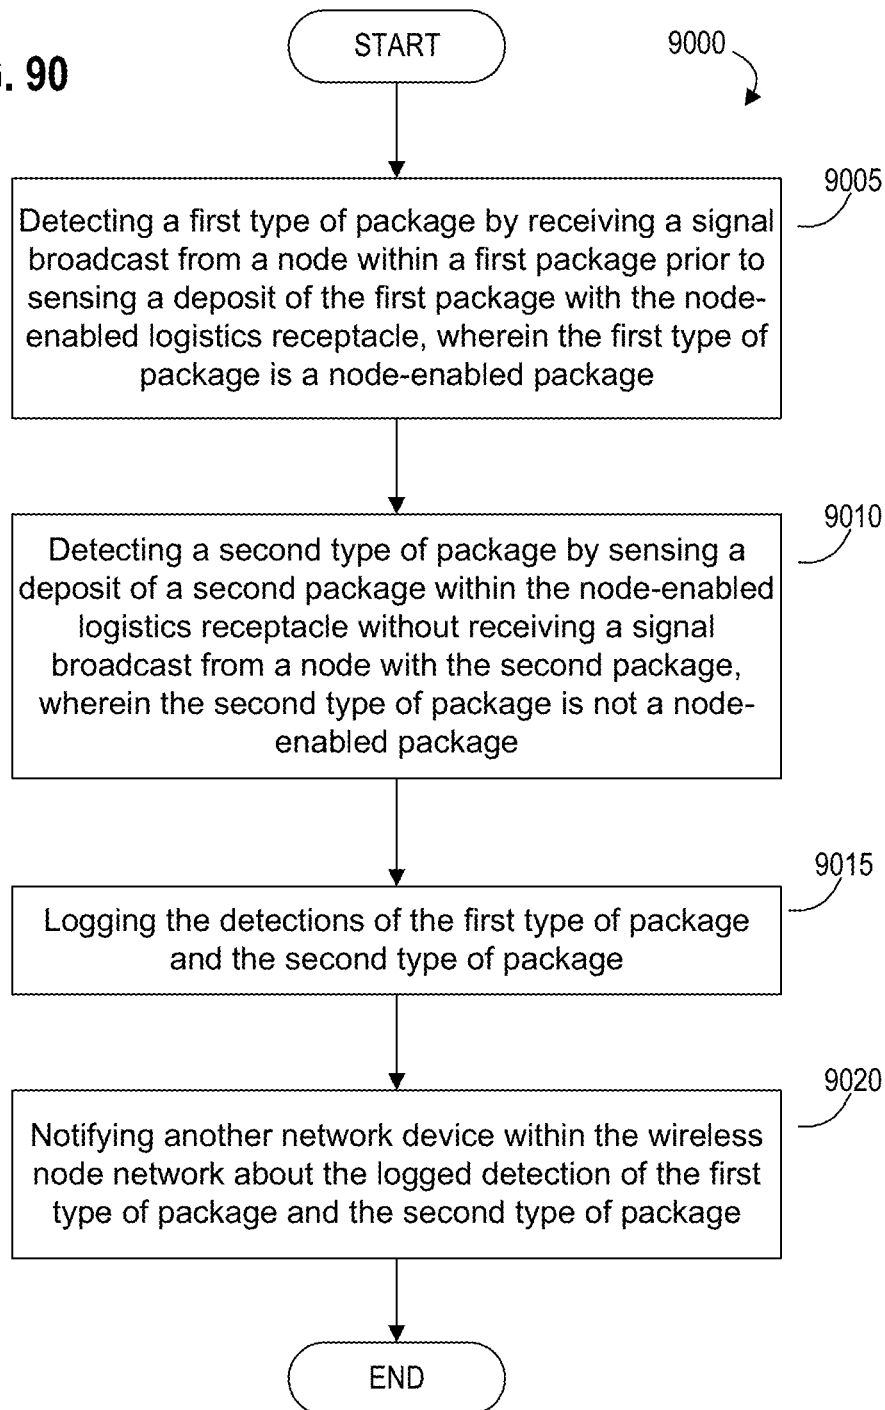 START
9000
. 90
9005
Detecting a first type of package by receiving a signal
broadcast from a node within a first package prior to
sensing a deposit of the first package with the node-
enabled logistics receptacle, wherein the first type of
package is a node-enabled package
9010
Detecting a second type of package by sensing a
deposit of a second package within the node-enabled
logistics receptacle without receiving a signal
broadcast from a node with the second package,
wherein the second type of package is not a node-
enabled package
9015
Logging the detections of the first type of package
and the second type of package
9020
Notifying another network device within the wireless
node network about the logged detection of the first
type of package and the second type of package
END